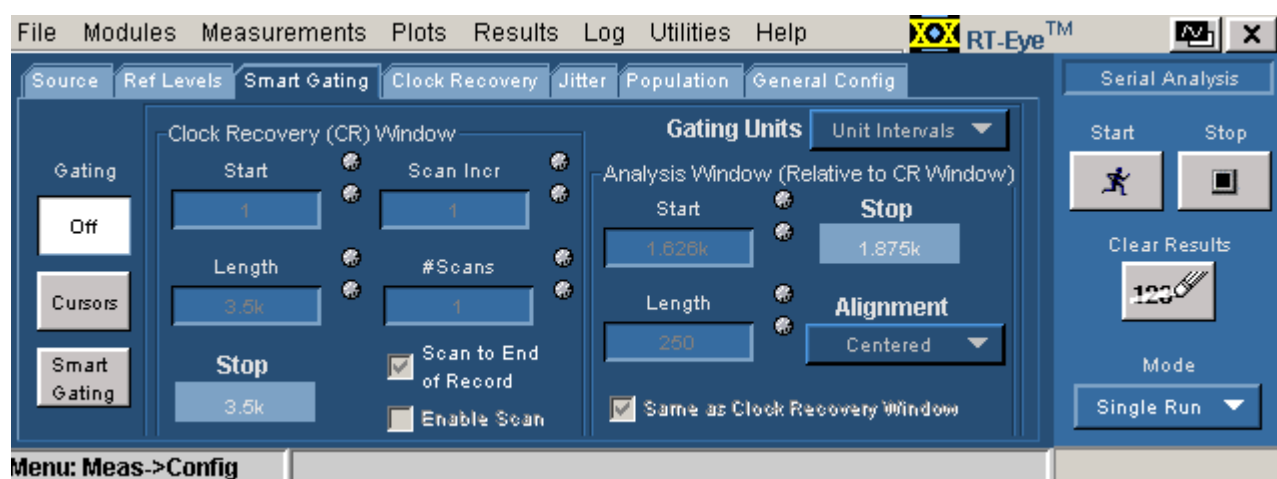 File Modules Measurements Plots Results Log Utilities Help RT-Eye™
Source Ref Levels Smart Gating Clock Recovery Jitter Population General Config
Serial Analysis
Gating
Off
Cursors
Smart
Gating
Clock Recovery (CR) Window
Start
1
Scan Incr
1
Length
3.5k
#Scans
1
Stop
3.5k
Scan to End
of Record
Enable Scan
Gating Units Unit Intervals
Analysis Window (Relative to CR Window)
Start
1.626k
Stop
1.875k
Length
250
Alignment
Centered
Same as Clock Recovery Window
Start Stop
Clear Results
123
Mode
Single Run
Menu: Meas->Config